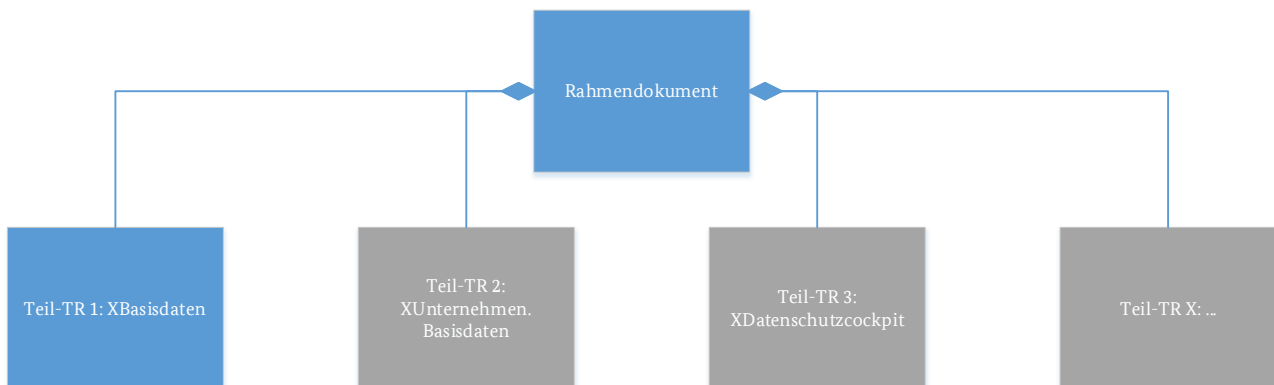 Rahmendokument
Teil-TR 1: XBasisdaten
Teil-TR 2:
XUnternehmen.
Basisdaten
Teil-TR 3:
XDatenschutzcockpit
Teil-TR X: ...